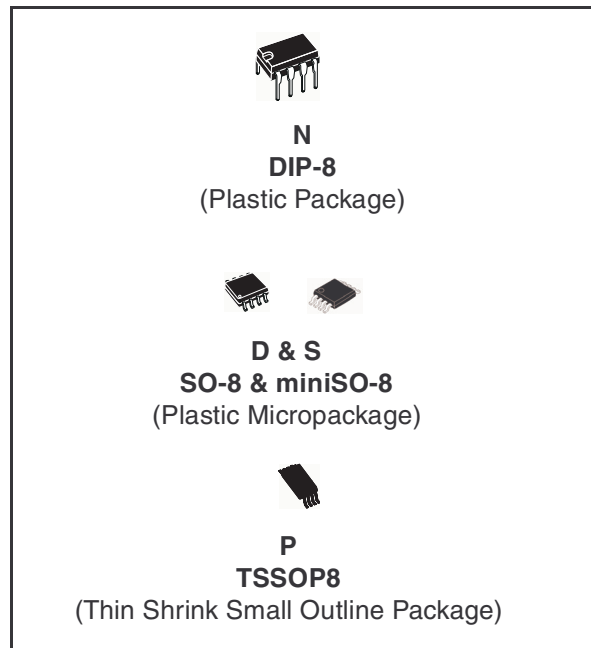 N
DIP-8
(Plastic Package)
D & S
SO-8 & miniSO-8
(Plastic Micropackage)
P
TSSOP8
(Thin Shrink Small Outline Package)